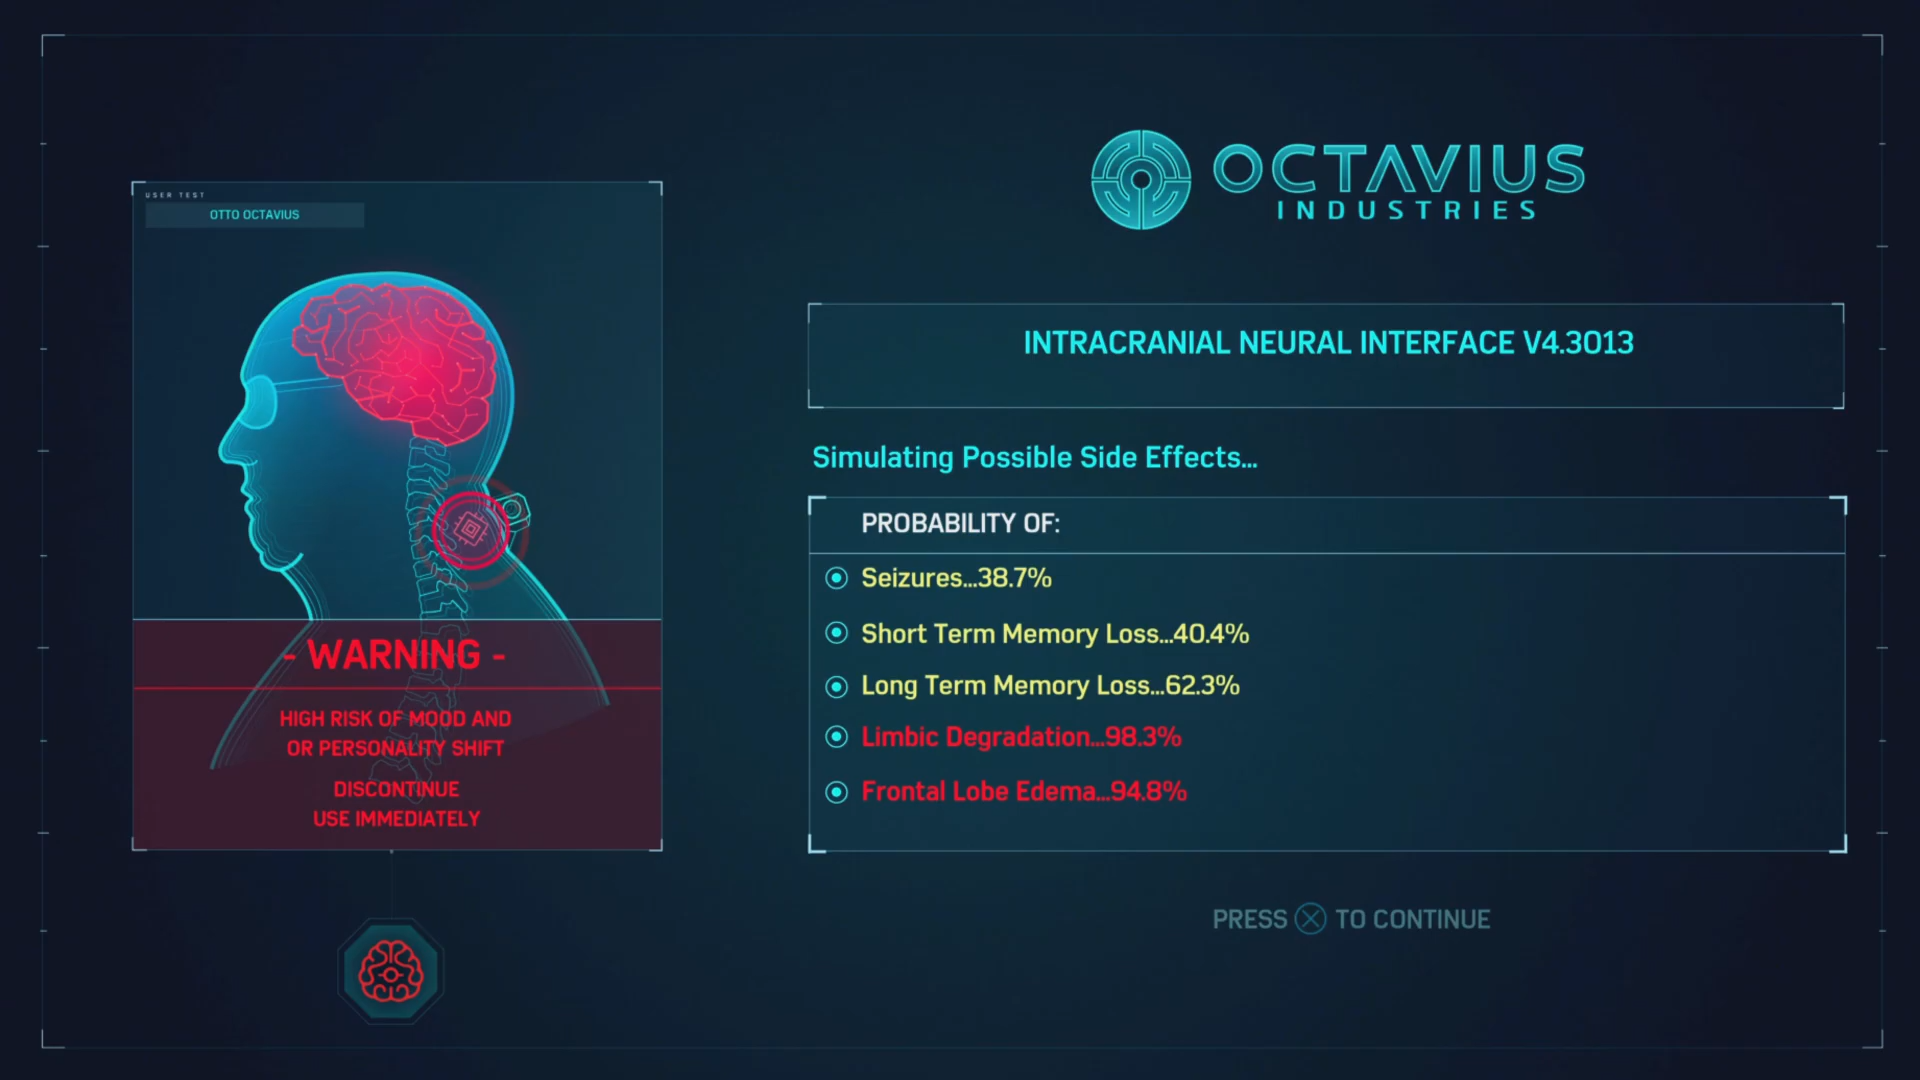 USER TEST
OTTO OCTAVIUS
- WARNING -
HIGH RISK OF MOOD AND
OR PERSONALITY SHIFT
DISCONTINUE
USE IMMEDIATELY
OCTAVIUS
INDUSTRIES
INTRACRANIAL NEURAL INTERFACE V4.3013
Simulating Possible Side Effects...
PROBABILITY OF:
Seizures...38.7%
Short Term Memory Loss...40.4%
Long Term Memory Loss...62.3%
Limbic Degradation...98.3%
Frontal Lobe Edema...94.8%
PRESS TO CONTINUE